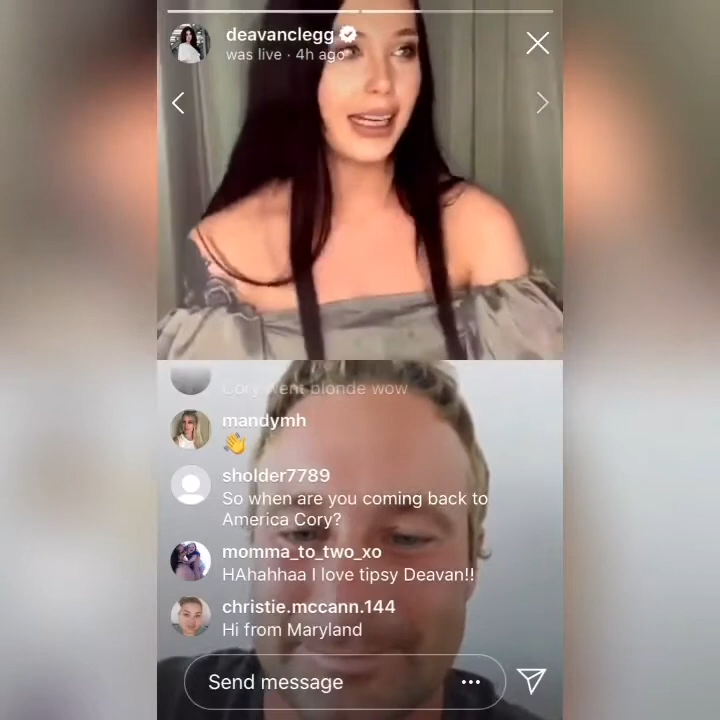 deavanclegg
was live · 4h ago
Cory went blonde wow
mandymh
👋
sholder7789
So when are you coming back to
America Cory?
momma_to_two_xo
HAhahhaa I love tipsy Deavan!!
christie.mccann.144
Hi from Maryland
Send message